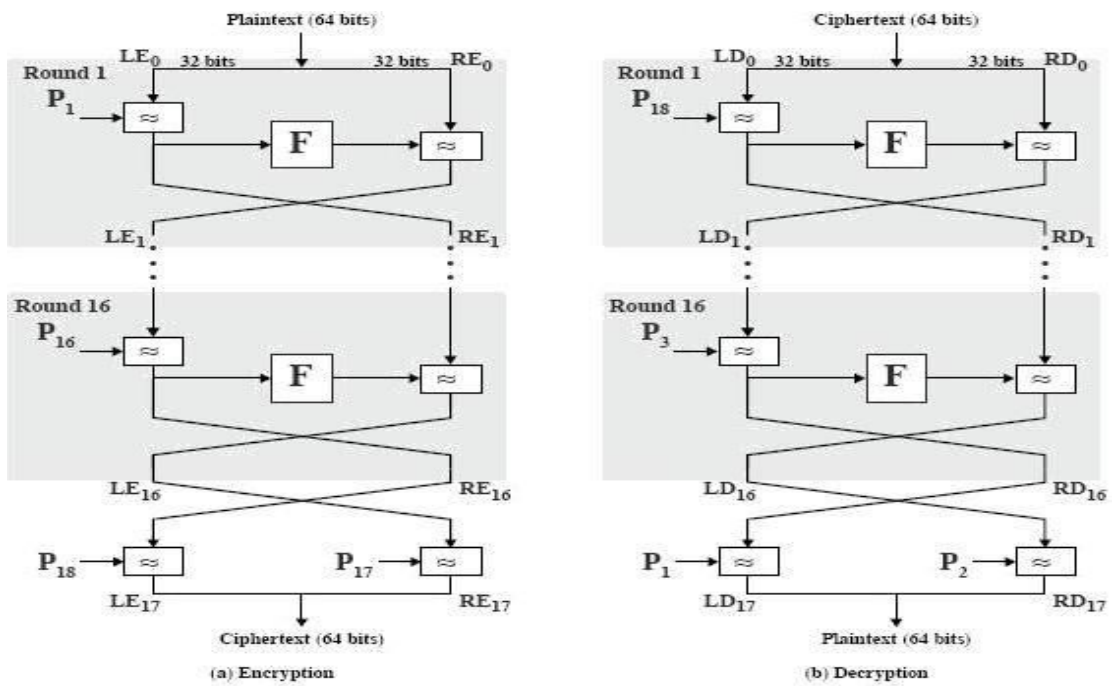 Plaintext (64 bits)
LE0 32 bits 32 bits RE0
Round 1
P1
≈
F
≈
LE1 RE1
Round 16
P16
≈
F
≈
LE16 RE16
P18 ≈ P17 ≈
LE17 RE17
Ciphertext (64 bits)
(a) Encryption
Ciphertext (64 bits)
LD0 32 bits 32 bits RD0
Round 1
P18
≈
F
≈
LD1 RD1
Round 16
P3
≈
F
≈
LD16 RD16
P1 ≈ P2 ≈
LD17 RD17
Plaintext (64 bits)
(b) Decryption